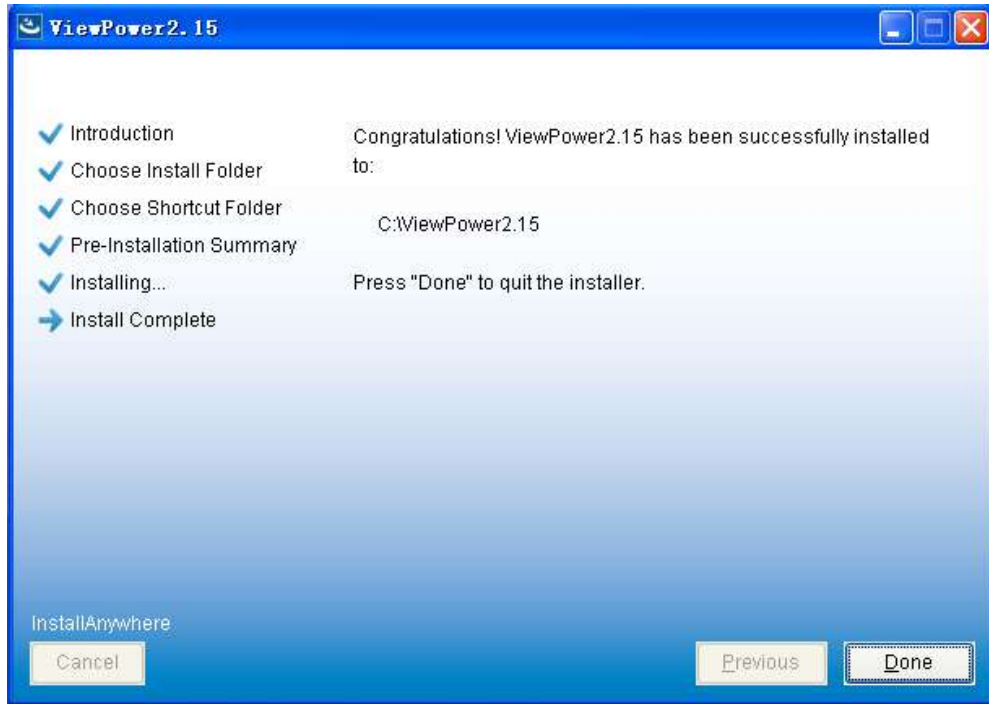 ViewPower2.15
Introduction
Choose Install Folder
Choose Shortcut Folder
Pre-Installation Summary
Installing...
Install Complete
Congratulations! ViewPower2.15 has been successfully installed
to:
C:\ViewPower2.15
Press "Done" to quit the installer.
InstallAnywhere
Cancel
Previous
Done